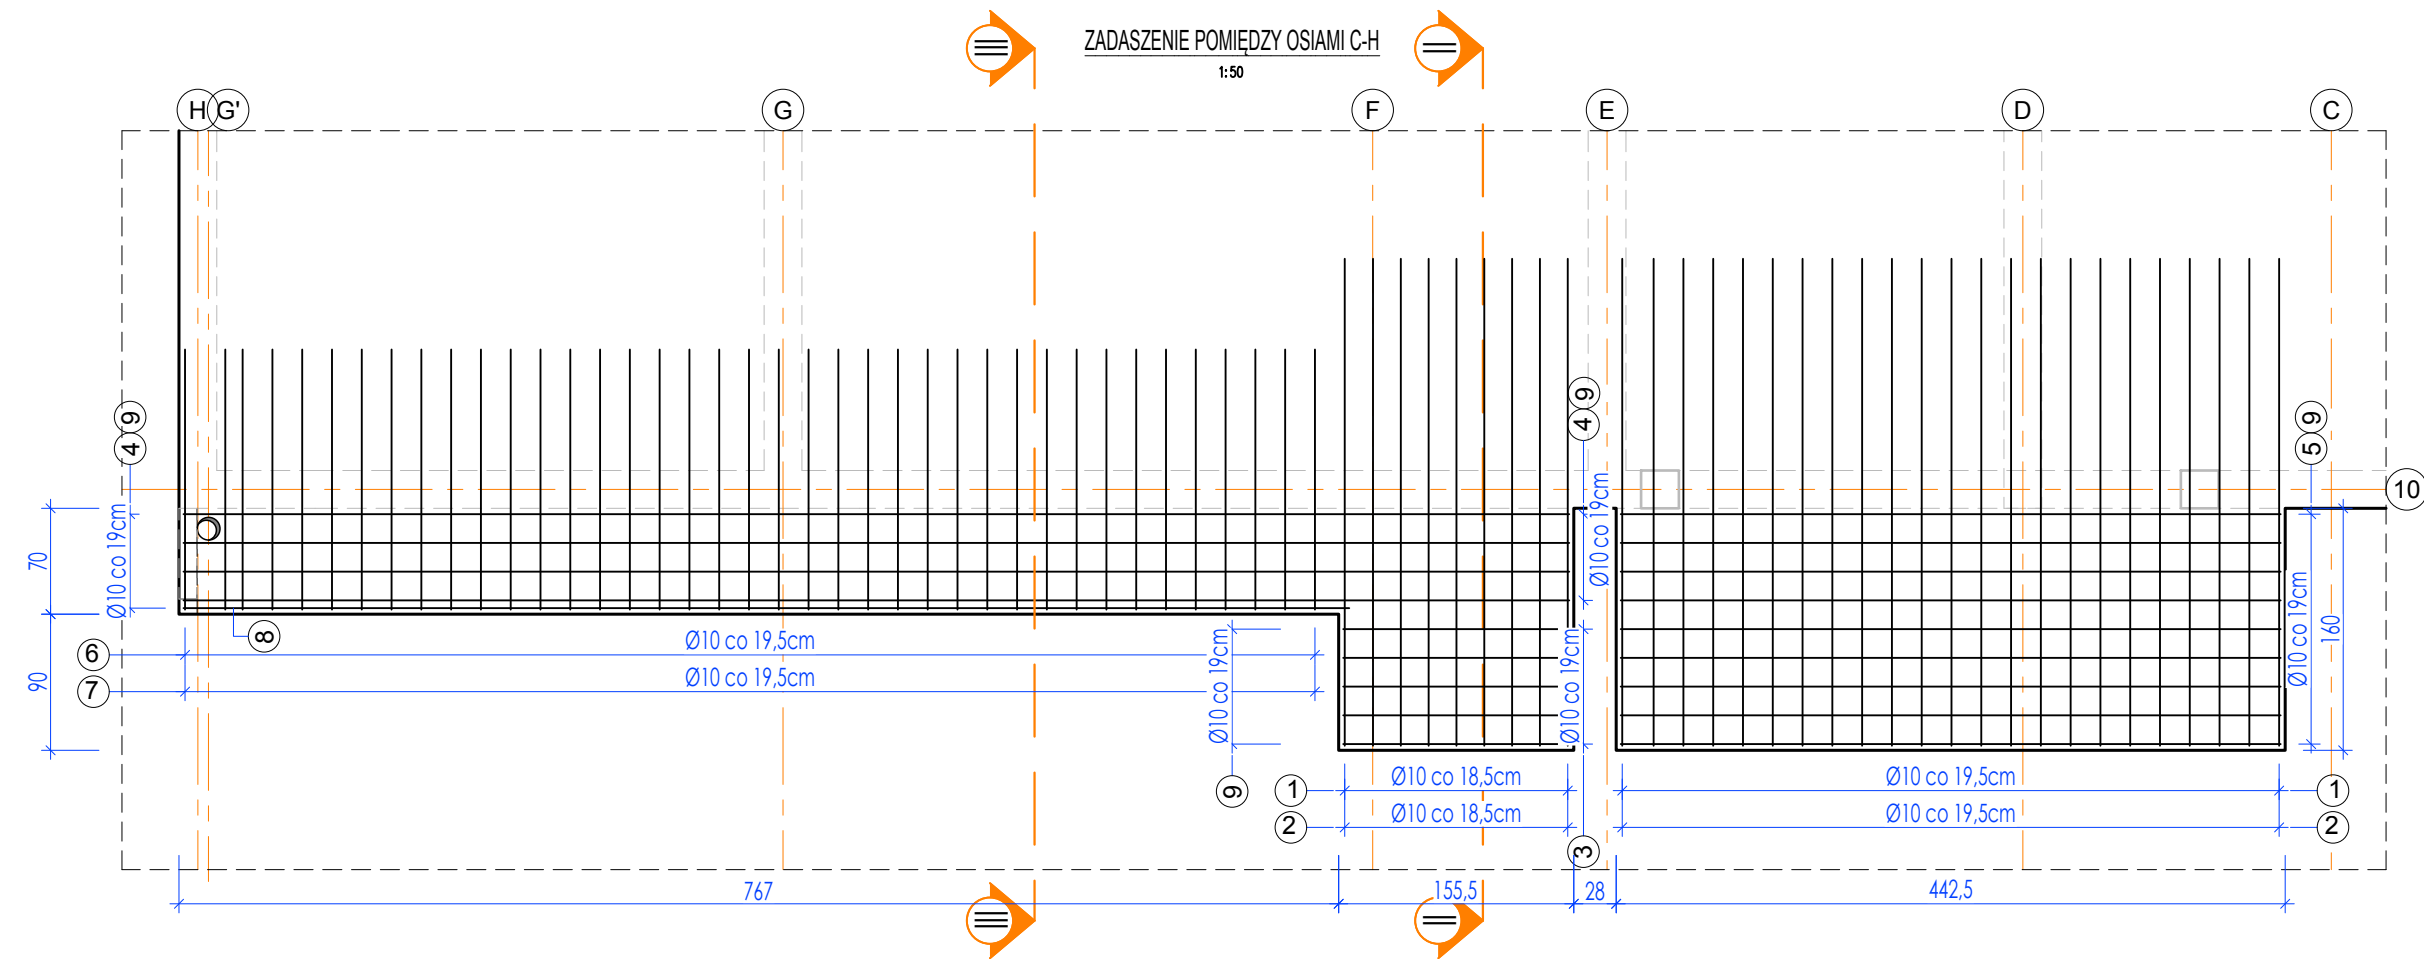 ZADASZENIE POMIĘDZY OSIAMI C-H
1:50
H
G'
G
F
E
D
C
4 9
Ø10 co 19cm
4 9
Ø10 co 19cm
5 9
Ø10 co 19cm
10
70
90
160
8
6
Ø10 co 19,5cm
7
Ø10 co 19,5cm
Ø10 co 19cm
9
Ø10 co 19cm
3
1
Ø10 co 18,5cm
Ø10 co 19,5cm
1
2
Ø10 co 18,5cm
Ø10 co 19,5cm
2
767
155,5
28
442,5